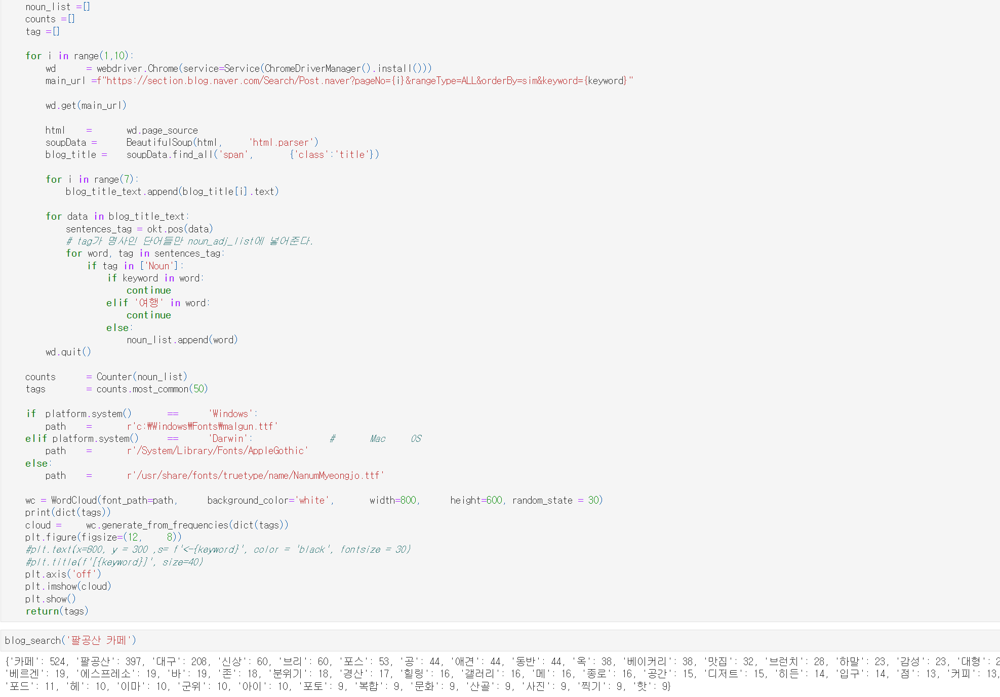 noun_list =[]
counts =[]
tag =[]
for i in range(1,10):
wd = webdriver.Chrome(service=Service(ChromeDriverManager().install()))
main_url =f"https://section.blog.naver.com/Search/Post.naver?pageNo={i}&rangeType=ALL&orderBy=sim&keyword={keyword}"
wd.get(main_url)
html = wd.page_source
soupData = BeautifulSoup(html, 'html.parser')
blog_title = soupData.find_all('span', {'class':'title'})
for i in range(7):
blog_title_text.append(blog_title[i].text)
for data in blog_title_text:
sentences_tag = okt.pos(data)
# tag가 명사인 단어들만 noun_adj_list에 넣어준다.
for word, tag in sentences_tag:
if tag in ['Noun']:
if keyword in word:
continue
elif '여행' in word:
continue
else:
noun_list.append(word)
wd.quit()
counts = Counter(noun_list)
tags = counts.most_common(50)
if platform.system() == 'Windows':
path = r'c:₩Windows₩Fonts₩malgun.ttf'
elif platform.system() == 'Darwin': # Mac OS
path = r'/System/Library/Fonts/AppleGothic'
else:
path = r'/usr/share/fonts/truetype/name/NanumMyeongjo.ttf'
wc = WordCloud(font_path=path, background_color='white', width=800, height=600, random_state = 30)
print(dict(tags))
cloud = wc.generate_from_frequencies(dict(tags))
plt.figure(figsize=(12, 8))
#plt.text(x=800, y = 300 ,s= f'<-{keyword}', color = 'black', fontsize = 30)
#plt.title(f'[{keyword}]', size=40)
plt.axis('off')
plt.imshow(cloud)
plt.show()
return(tags)
blog_search('팔공산 카페')
{'카페': 524, '팔공산': 397, '대구': 208, '신상': 60, '브리': 60, '포스': 53, '공': 44, '애견': 44, '동반': 44, '옥': 38, '베이커리': 38, '맛집': 32, '브런치': 28, '하말': 23, '감성': 23, '대형':
'베르겐': 19, '에스프레소': 19, '바': 19, '존': 18, '분위기': 18, '경산': 17, '힐링': 16, '갤러리': 16, '메': 16, '종로': 16, '공간': 15, '디저트': 15, '히든': 14, '입구': 14, '점': 13, '커피': 13,
'포드': 11, '헤': 10, '이마': 10, '군위': 10, '아이': 10, '포토': 9, '복합': 9, '문화': 9, '산골': 9, '사진': 9, '찍기': 9, '핫': 9}